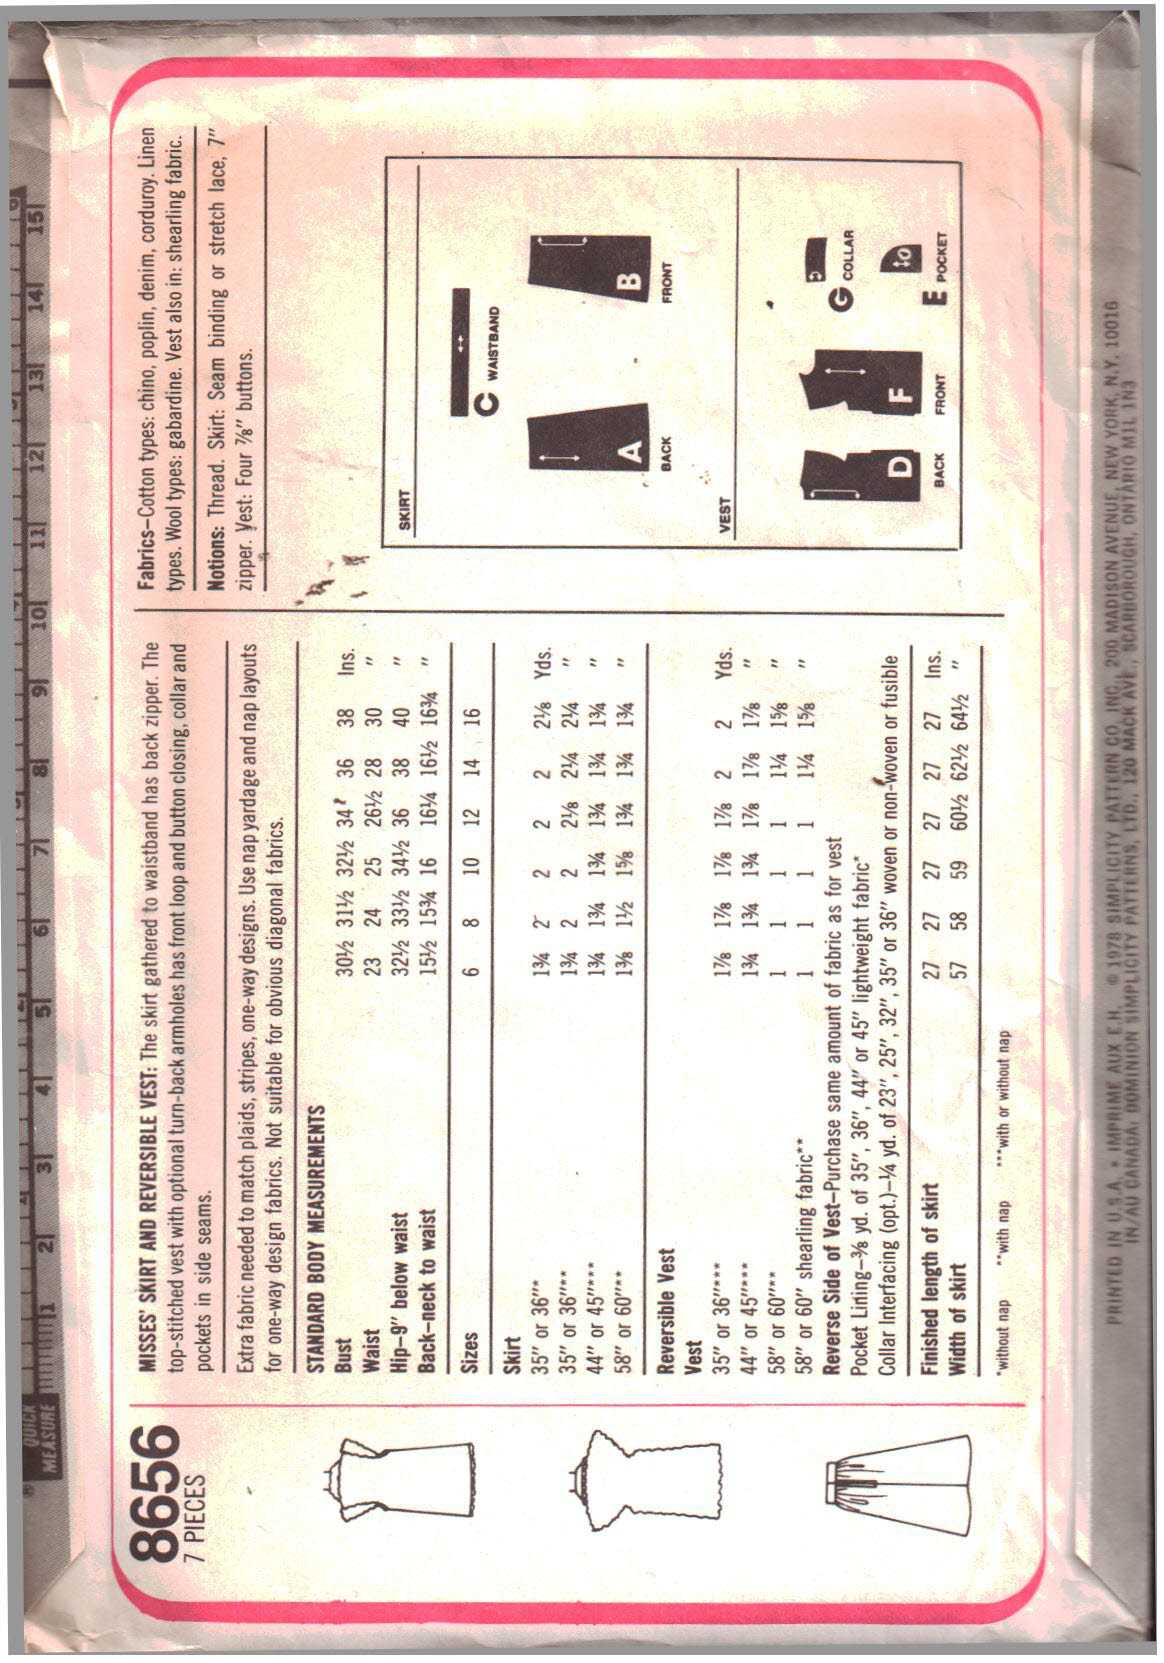 QUICK
MEASURE
1 2 3 4 5 6 7 8 9 10 11 12 13 14 15
8656
7 PIECES
MISSES' SKIRT AND REVERSIBLE VEST: The skirt gathered to waistband has back zipper. The
top-stitched vest with optional turn-back armholes has front loop and button closing, collar and
pockets in side seams.
Extra fabric needed to match plaids, stripes, one-way designs. Use nap yardage and nap layouts
for one-way design fabrics. Not suitable for obvious diagonal fabrics.
STANDARD BODY MEASUREMENTS
Bust 30½ 31½ 32½ 34 36 38 Ins.
Waist 23 24 25 26½ 28 30 "
Hip–9" below waist 32½ 33½ 34½ 36 38 40 "
Back–neck to waist 15½ 15¾ 16 16¼ 16½ 16¾ "
Sizes 6 8 10 12 14 16
Skirt
35" or 36"* 1¾ 2 2 2 2 2⅛ Yds.
35" or 36"** 1¾ 2 2 2⅛ 2¼ 2¼ "
44" or 45"*** 1¾ 1¾ 1¾ 1¾ 1¾ 1¾ "
58" or 60"** 1⅜ 1½ 1⅝ 1¾ 1¾ 1¾ "
Reversible Vest
Vest
35" or 36"*** 1⅞ 1⅞ 1⅞ 1⅞ 2 2 Yds.
44" or 45"*** 1¾ 1¾ 1¾ 1⅞ 1⅞ 1⅞ "
58" or 60"** 1 1 1 1 1¼ 1⅝ "
58" or 60" shearling fabric** 1 1 1 1 1¼ 1⅝ "
Reverse Side of Vest–Purchase same amount of fabric as for vest
Pocket Lining–⅜ yd. of 35", 36", 44" or 45" lightweight fabric*
Collar Interfacing (opt.)–¼ yd. of 23", 25", 32", 35" or 36" woven or non-woven or fusible
Finished length of skirt 27 27 27 27 27 27 Ins.
Width of skirt 57 58 59 60½ 62½ 64½ "
*without nap **with nap ***with or without nap
Fabrics–Cotton types: chino, poplin, denim, corduroy. Linen
types. Wool types: gabardine. Vest also in: shearling fabric.
Notions: Thread. Skirt: Seam binding or stretch lace, 7"
zipper. Vest: Four ⅞" buttons.
SKIRT
C WAISTBAND
A
BACK
B
FRONT
VEST
D
BACK
F
FRONT
G COLLAR
E POCKET
PRINTED IN U.S.A. • IMPRIME AUX E.H. © 1978 SIMPLICITY PATTERN CO. INC., 200 MADISON AVENUE, NEW YORK, N.Y. 10016
IN/AU CANADA: DOMINION SIMPLICITY PATTERNS, LTD., 120 MACK AVE., SCARBOROUGH, ONTARIO M1L 1N3